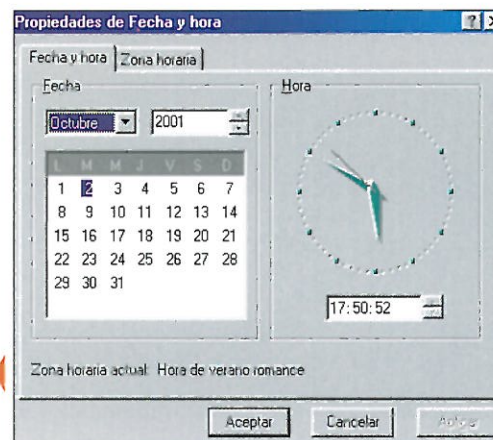 Propiedades de Fecha y hora
Fecha y hora Zona horaria
Fecha
Hora
Octubre 2001
L M M J V S D
1 2 3 4 5 6 7
8 9 10 11 12 13 14
15 16 17 18 19 20 21
22 23 24 25 26 27 28
29 30 31
17:50:52
Zona horaria actual: Hora de verano romance
Aceptar Cancelar Aplicar